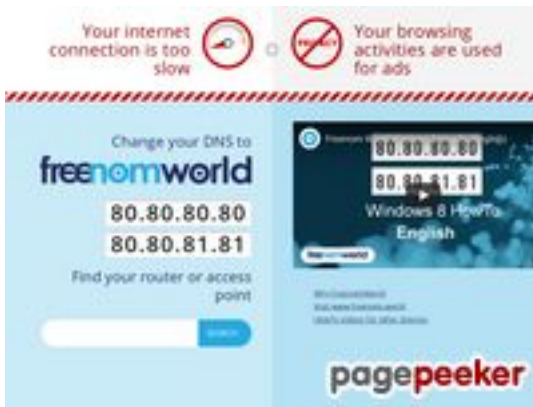 Your internet
connection is too
slow
Your browsing
activities are used
for ads
Change your DNS to
freenomworld
80.80.80.80
80.80.81.81
Find your router or access
point
SEARCH
80.80.80.80
80.80.81.81
Windows 8 HowTo
English
freenomworld
pagepeeker